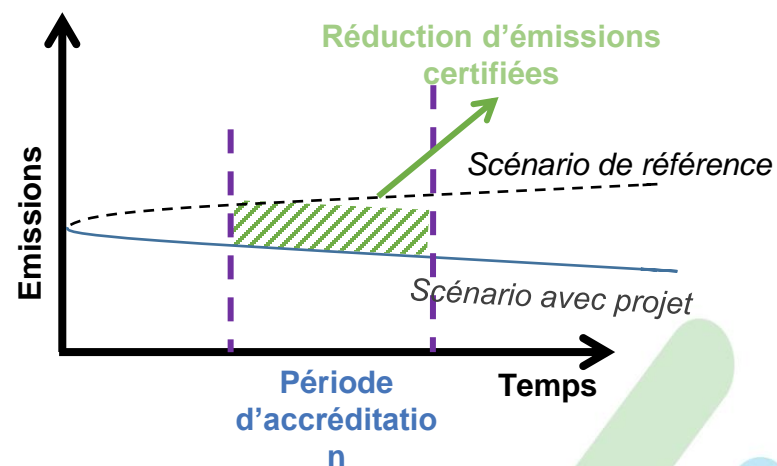 Réduction d’émissions
certifiées
Scénario de référence
Emissions
Scénario avec projet
Période
d’accréditatio
n
Temps